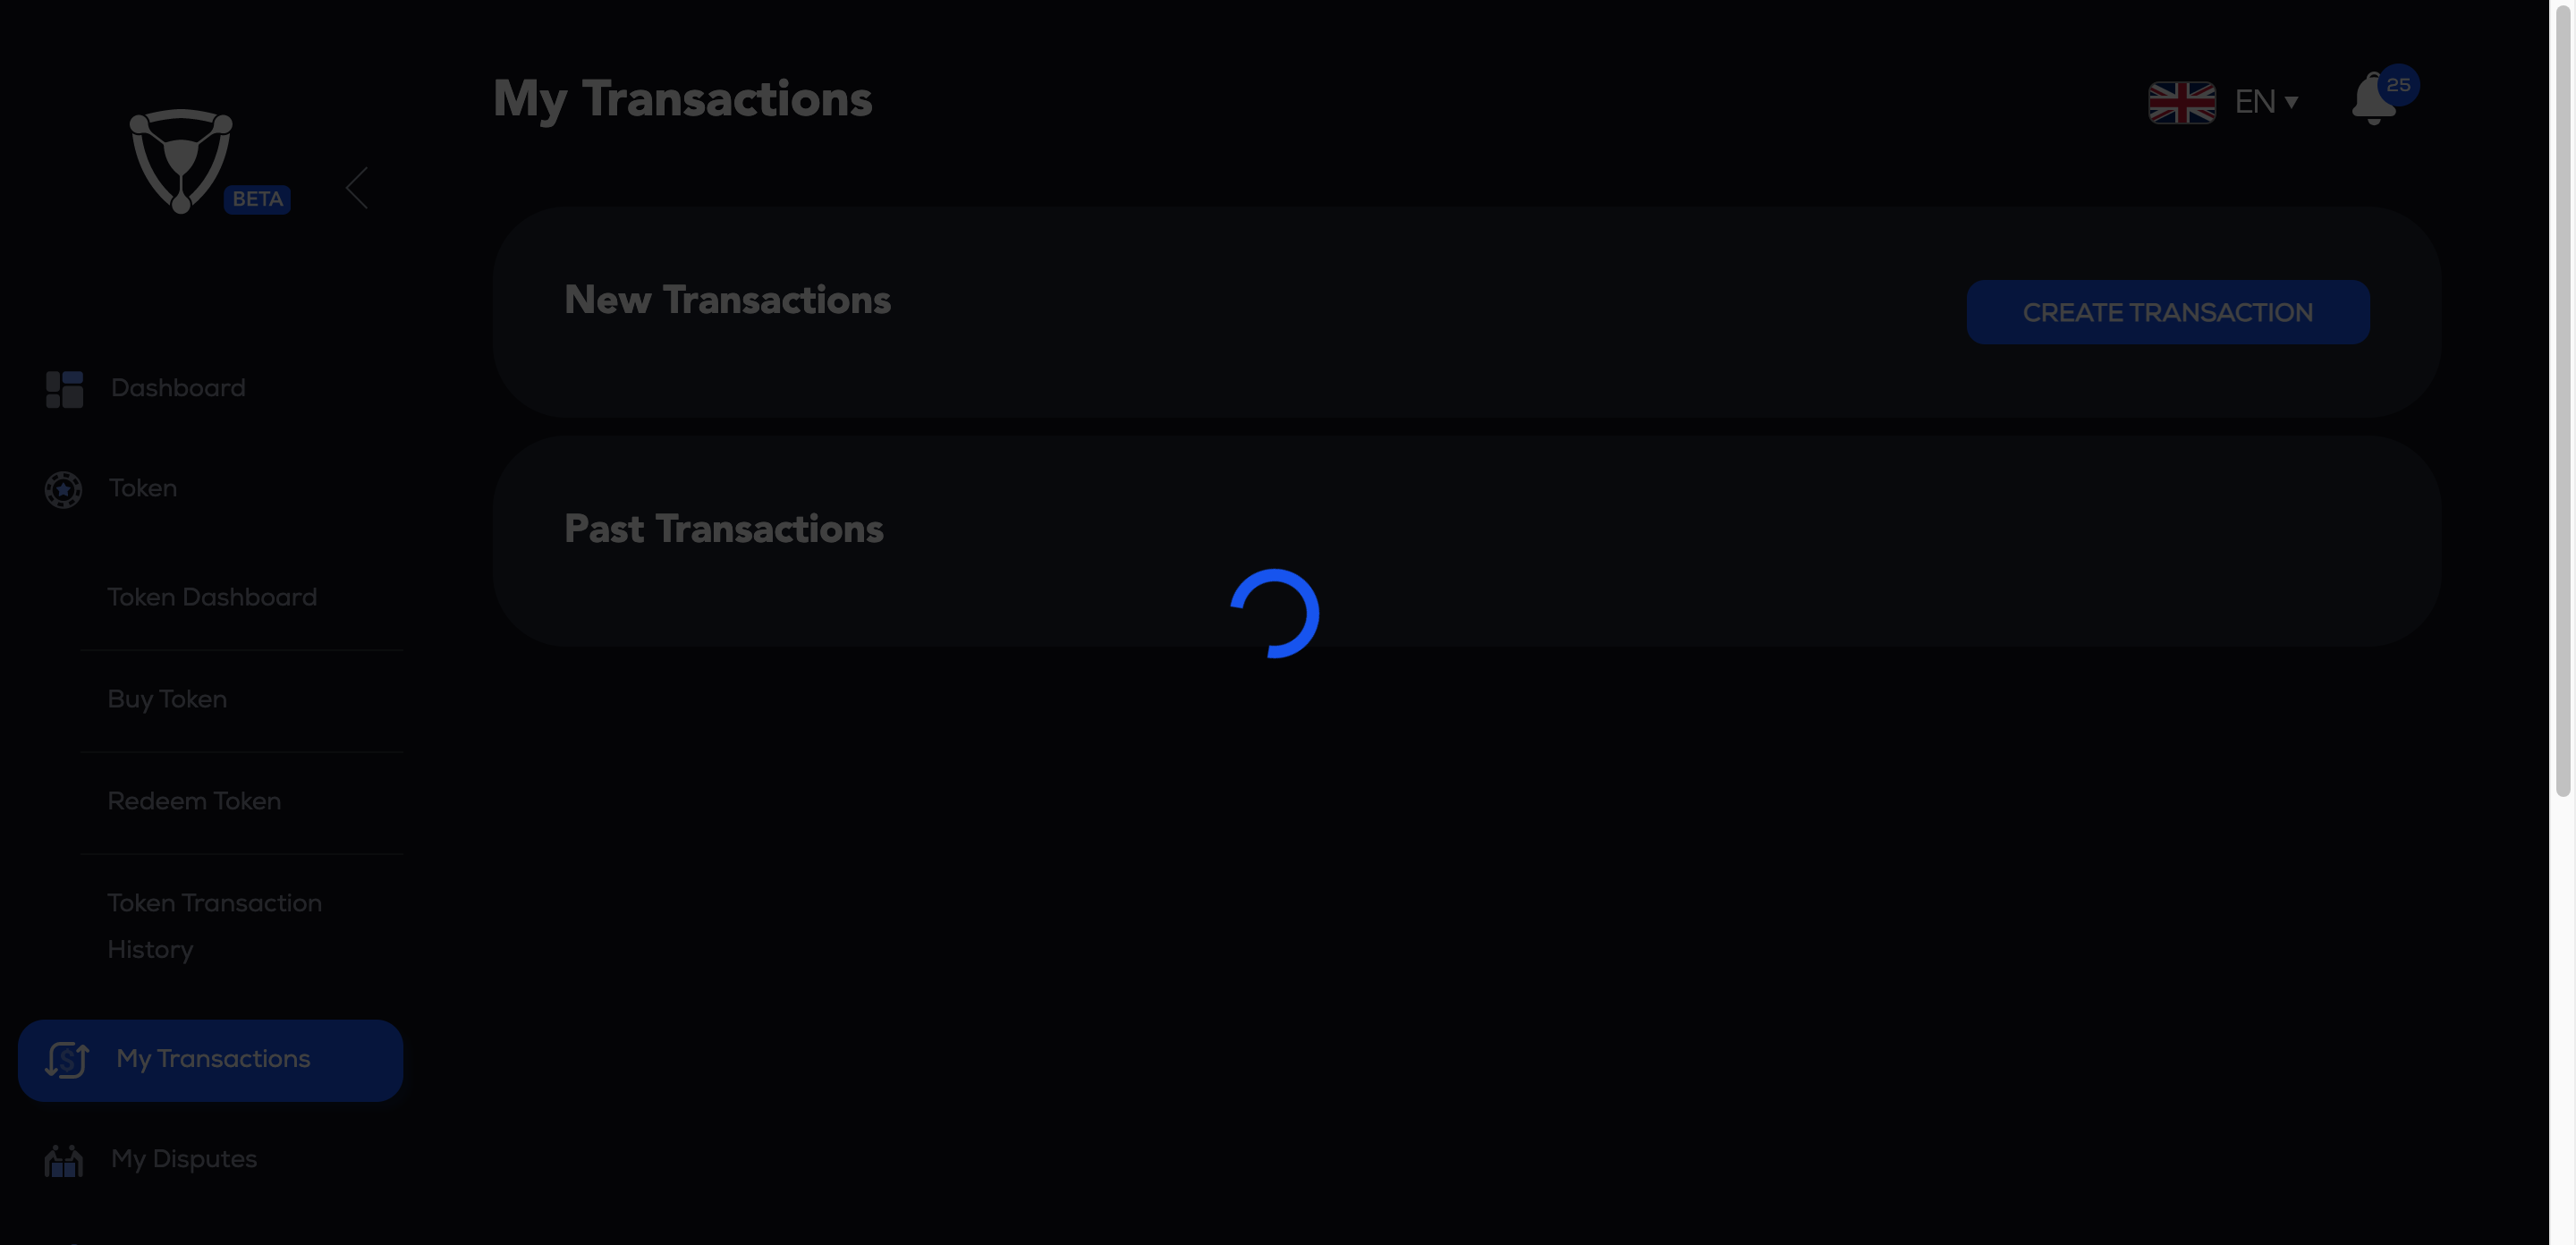 My Transactions
EN
25
BETA
New Transactions
CREATE TRANSACTION
Dashboard
Token
Past Transactions
Token Dashboard
Buy Token
Redeem Token
Token Transaction
History
My Transactions
My Disputes